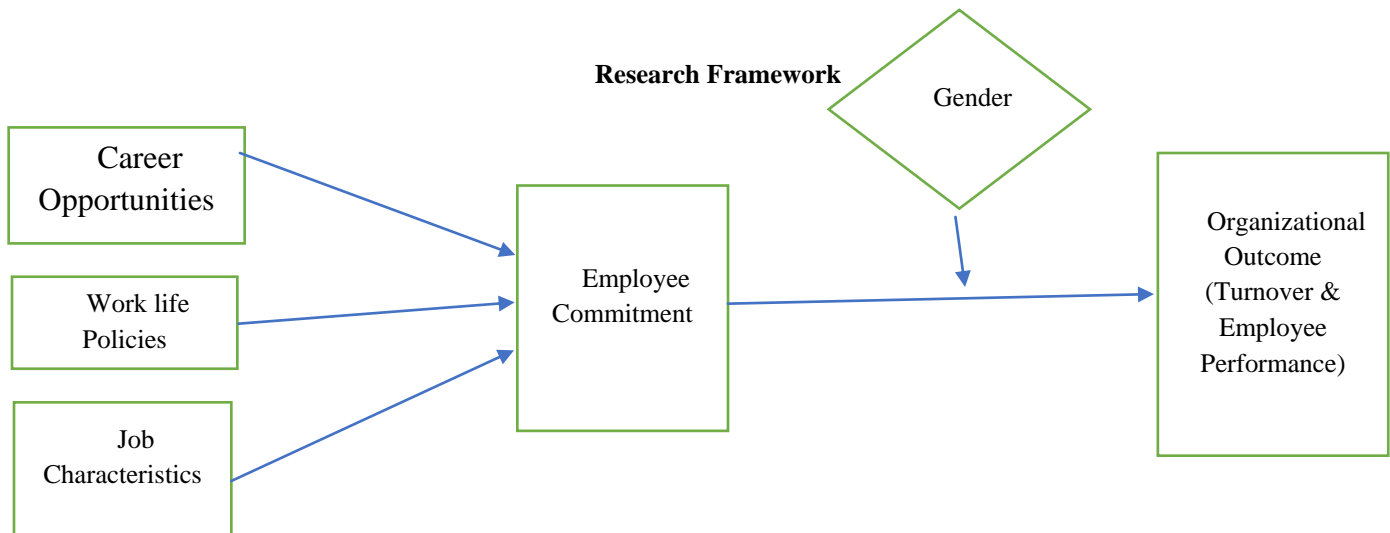 Research Framework
Gender
Career
Opportunities
Work life
Policies
Job
Characteristics
Employee
Commitment
Organizational
Outcome
(Turnover &
Employee
Performance)